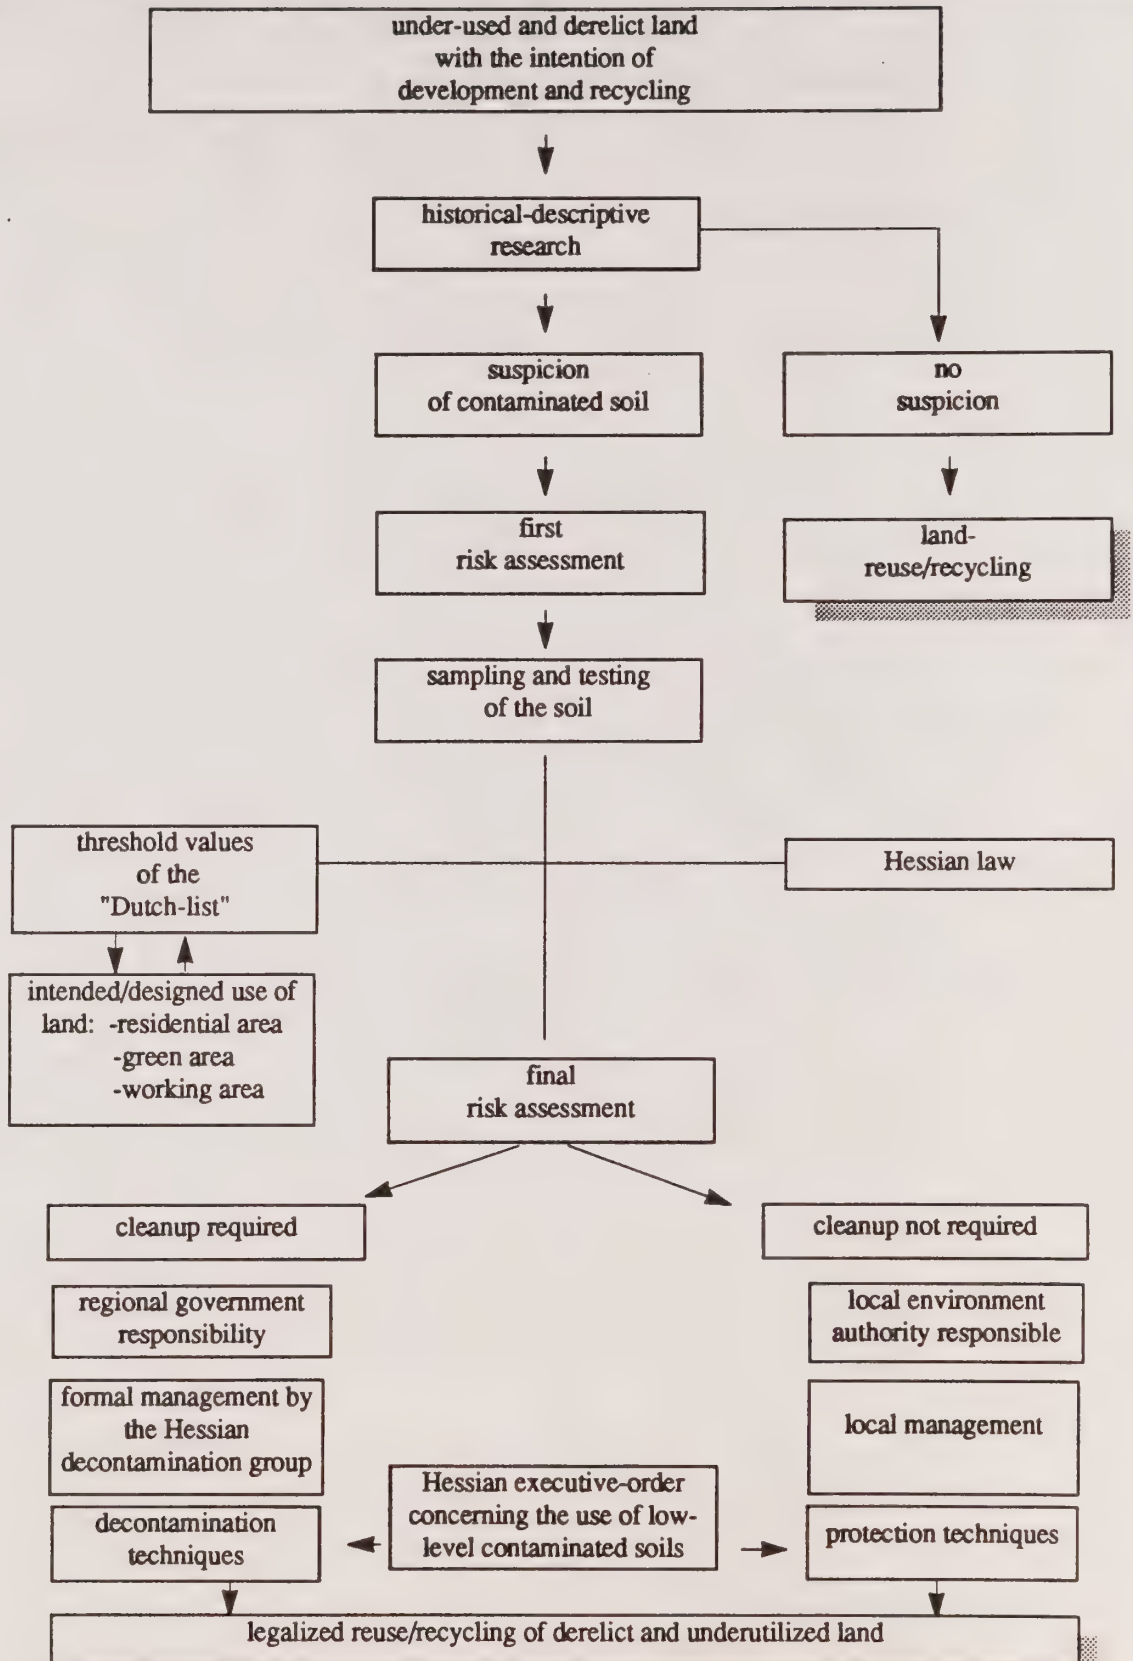 under-used and derelict land
with the intention of
development and recycling
historical-descriptive
research
suspicion
of contaminated soil
no
suspicion
first
risk assessment
land-
reuse/recycling
sampling and testing
of the soil
threshold values
of the
"Dutch-list"
Hessian law
intended/designed use of
land: -residential area
-green area
-working area
final
risk assessment
cleanup required
cleanup not required
regional government
responsibility
local environment
authority responsible
formal management by
the Hessian
decontamination group
local management
Hessian executive-order
concerning the use of low-
level contaminated soils
decontamination
techniques
protection techniques
legalized reuse/recycling of derelict and underutilized land